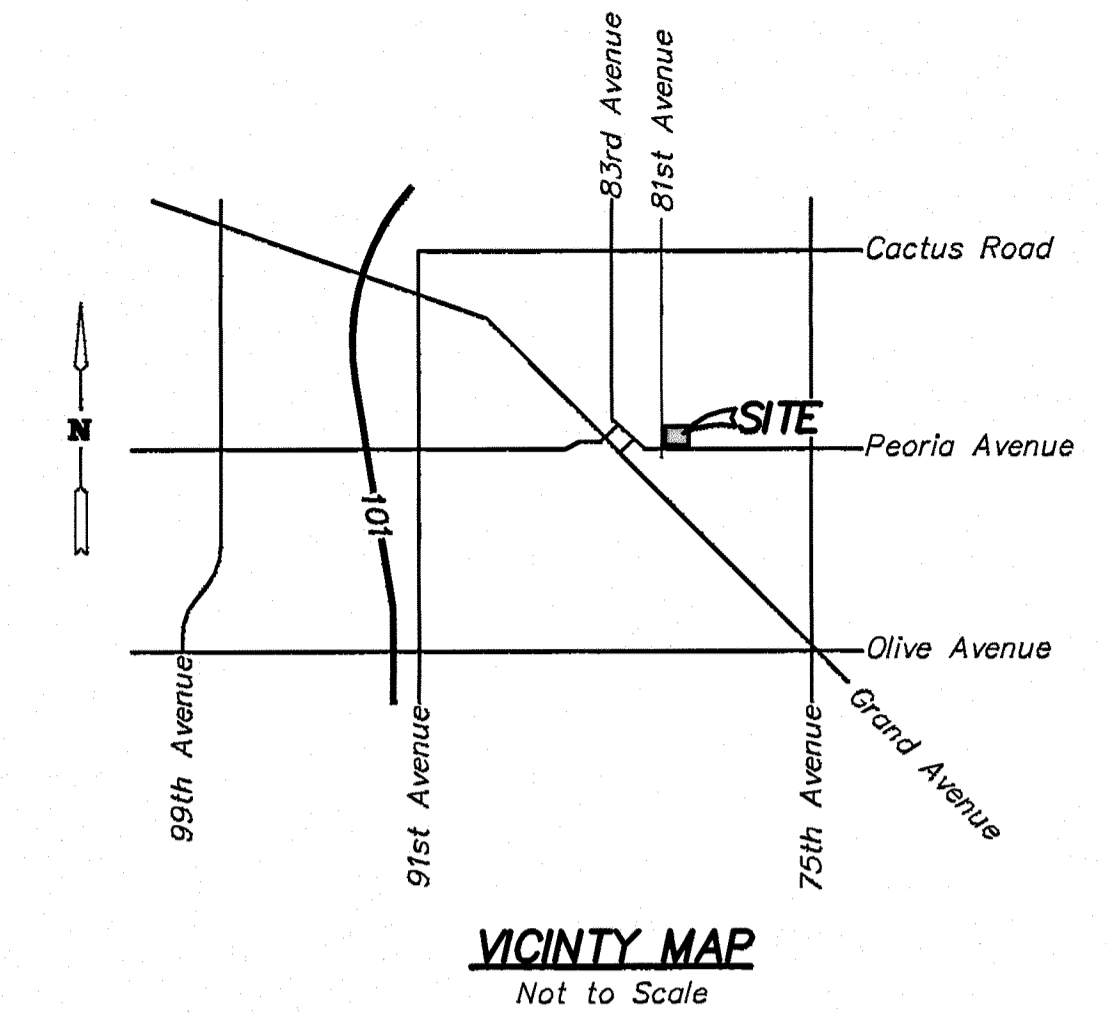 83rd Avenue
81st Avenue
Cactus Road
N
SITE
Peoria Avenue
101
Olive Avenue
99th Avenue
91st Avenue
75th Avenue
Grand Avenue
VICINTY MAP
Not to Scale